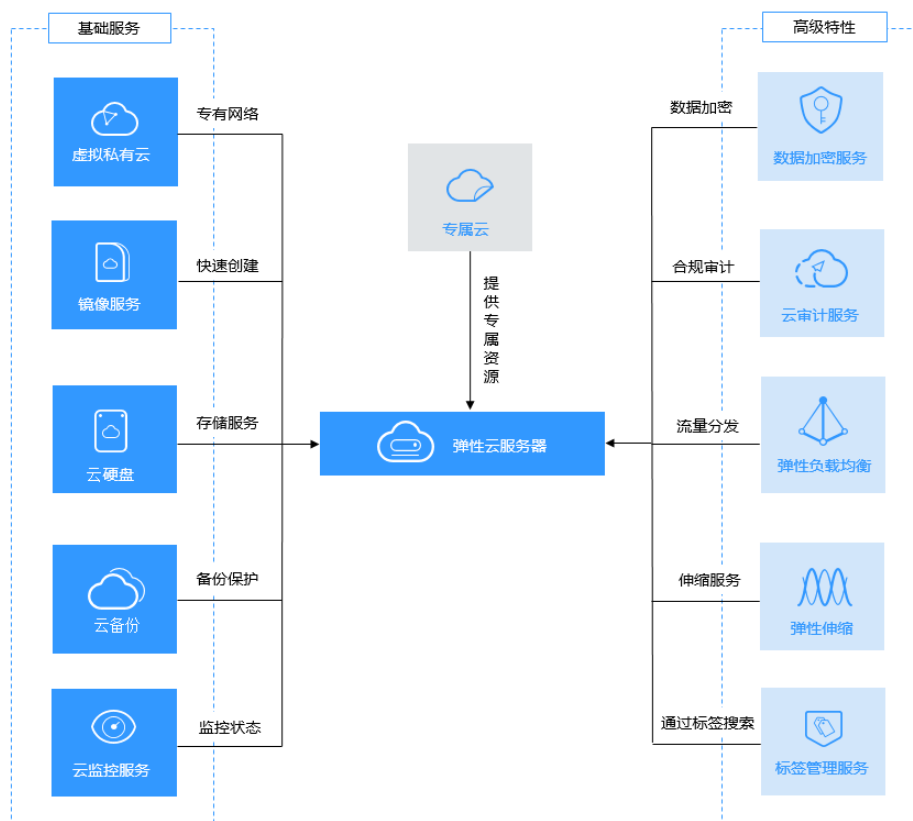 基础服务
高级特性
虚拟私有云
专有网络
镜像服务
快速创建
云硬盘
存储服务
云备份
备份保护
云监控服务
监控状态
专属云
提供专属资源
弹性云服务器
数据加密
数据加密服务
合规审计
云审计服务
流量分发
弹性负载均衡
伸缩服务
弹性伸缩
通过标签搜索
标签管理服务